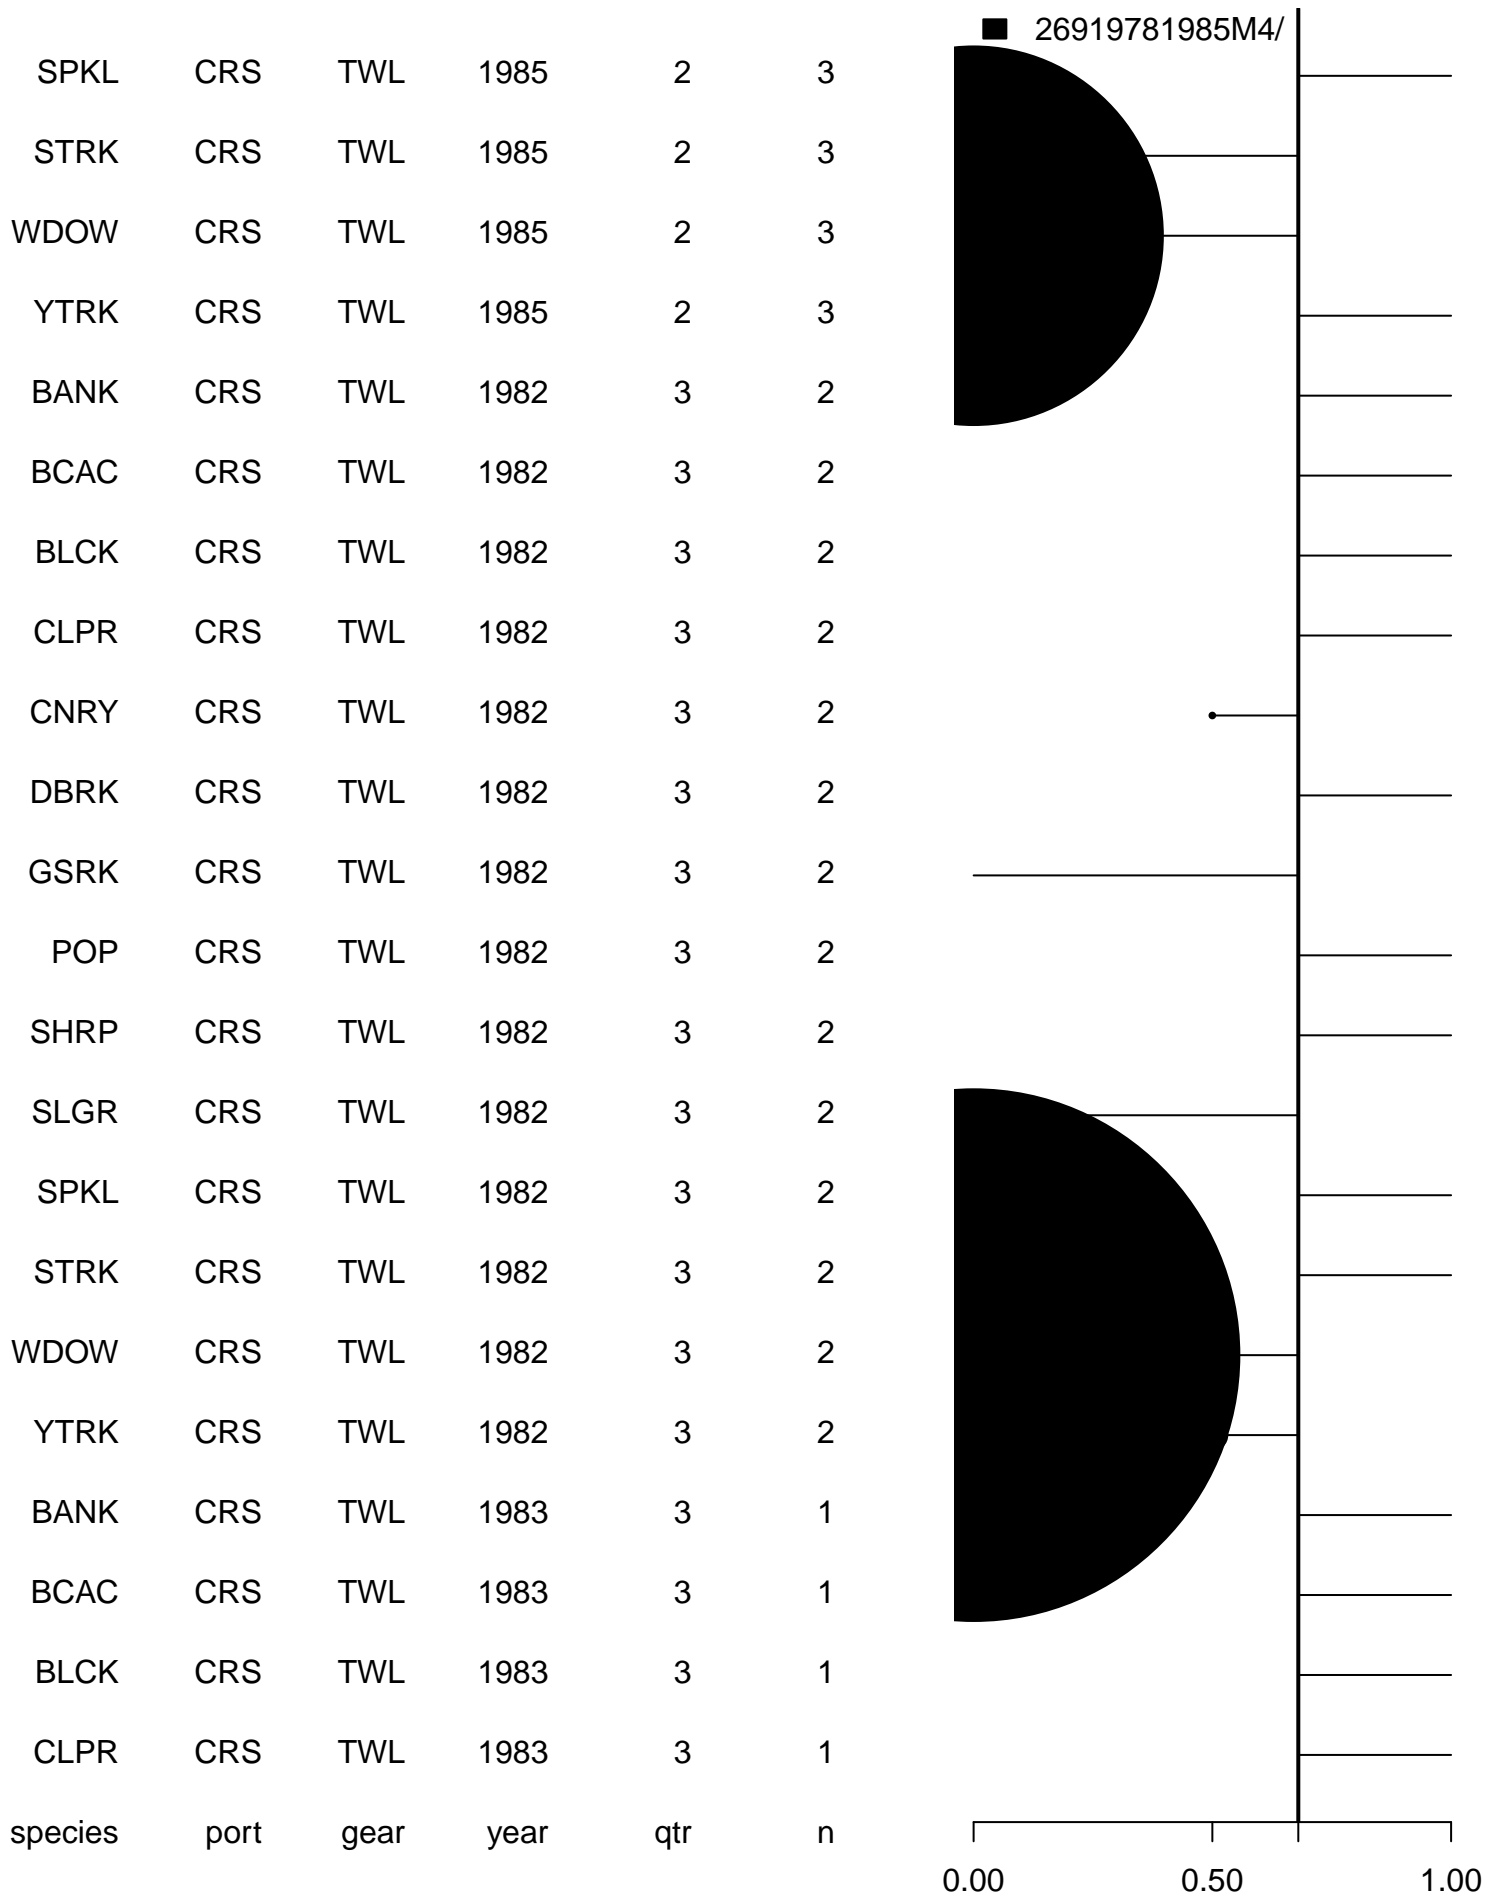 26919781985M4/
SPKL CRS TWL 1985 2 3
STRK CRS TWL 1985 2 3
WDOW CRS TWL 1985 2 3
YTRK CRS TWL 1985 2 3
BANK CRS TWL 1982 3 2
BCAC CRS TWL 1982 3 2
BLCK CRS TWL 1982 3 2
CLPR CRS TWL 1982 3 2
CNRY CRS TWL 1982 3 2
DBRK CRS TWL 1982 3 2
GSRK CRS TWL 1982 3 2
POP CRS TWL 1982 3 2
SHRP CRS TWL 1982 3 2
SLGR CRS TWL 1982 3 2
SPKL CRS TWL 1982 3 2
STRK CRS TWL 1982 3 2
WDOW CRS TWL 1982 3 2
YTRK CRS TWL 1982 3 2
BANK CRS TWL 1983 3 1
BCAC CRS TWL 1983 3 1
BLCK CRS TWL 1983 3 1
CLPR CRS TWL 1983 3 1
species port gear year qtr n
0.00 0.50 1.00